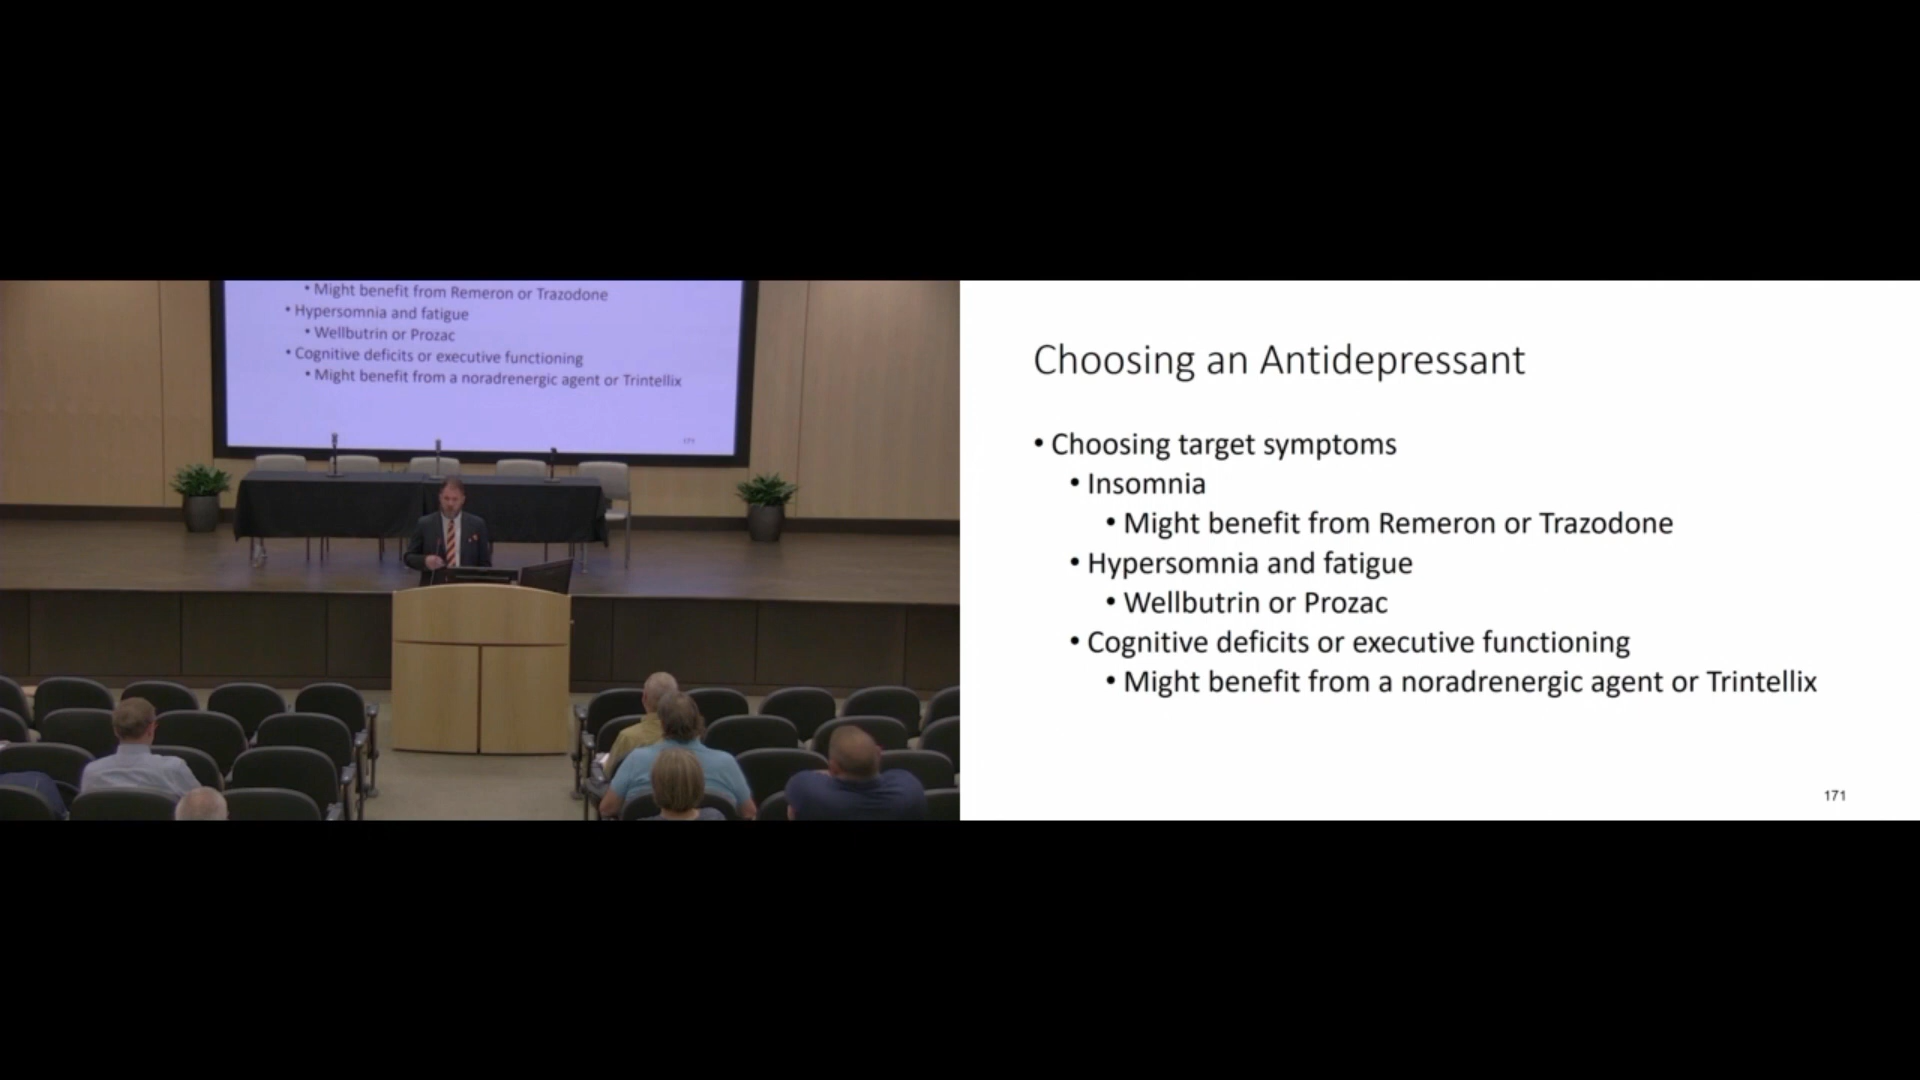 • Might benefit from Remeron or Trazodone
• Hypersomnia and fatigue
• Wellbutrin or Prozac
• Cognitive deficits or executive functioning
• Might benefit from a noradrenergic agent or Trintellix
171
Choosing an Antidepressant
• Choosing target symptoms
• Insomnia
• Might benefit from Remeron or Trazodone
• Hypersomnia and fatigue
• Wellbutrin or Prozac
• Cognitive deficits or executive functioning
• Might benefit from a noradrenergic agent or Trintellix
171